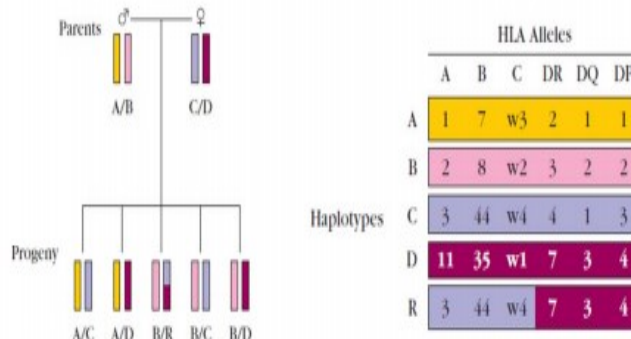 Parents ♂ ♀
A/B C/D
Progeny
A/C A/D B/R B/C B/D
HLA Alleles
A B C DR DQ DP
A 1 7 w3 2 1 1
B 2 8 w2 3 2 2
Haplotypes
C 3 44 w4 4 1 3
D 11 35 w1 7 3 4
R 3 44 w4 7 3 4